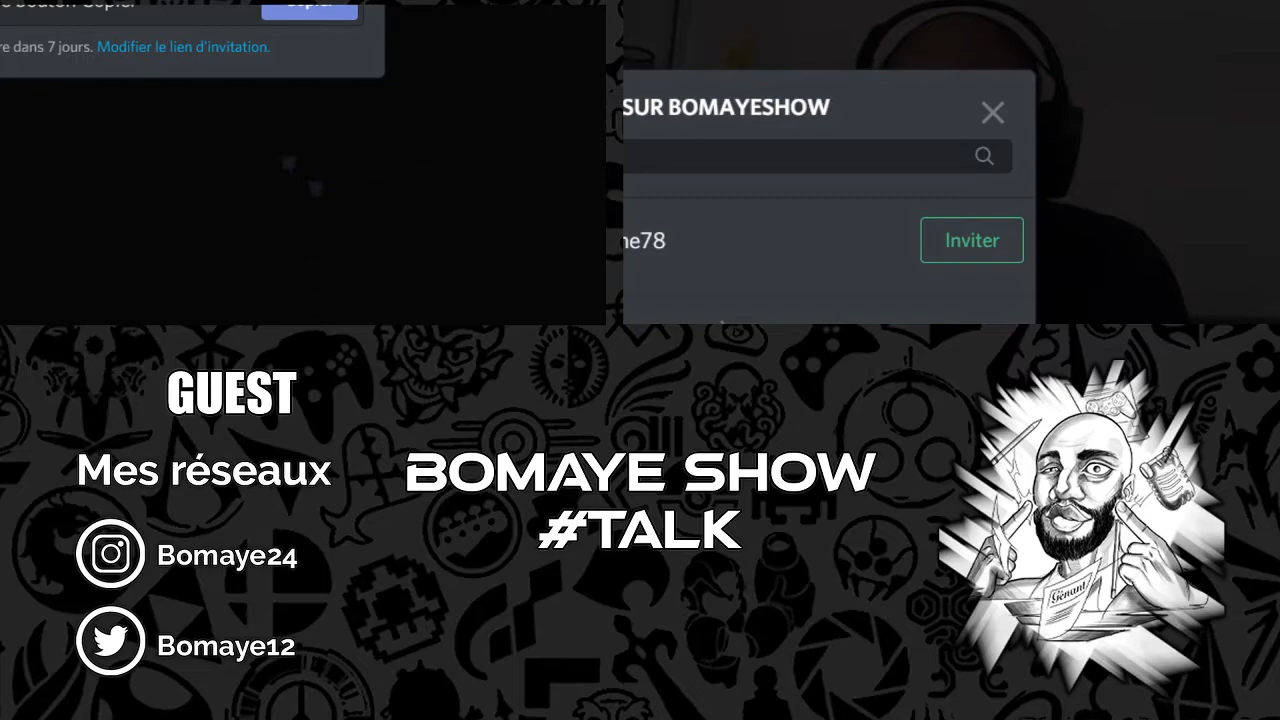 re dans 7 jours. Modifier le lien d'invitation.
SUR BOMAYESHOW
ne78
Inviter
GUEST
Mes réseaux
Bomaye24
Bomaye12
BOMAYE SHOW
#TALK
Gênant